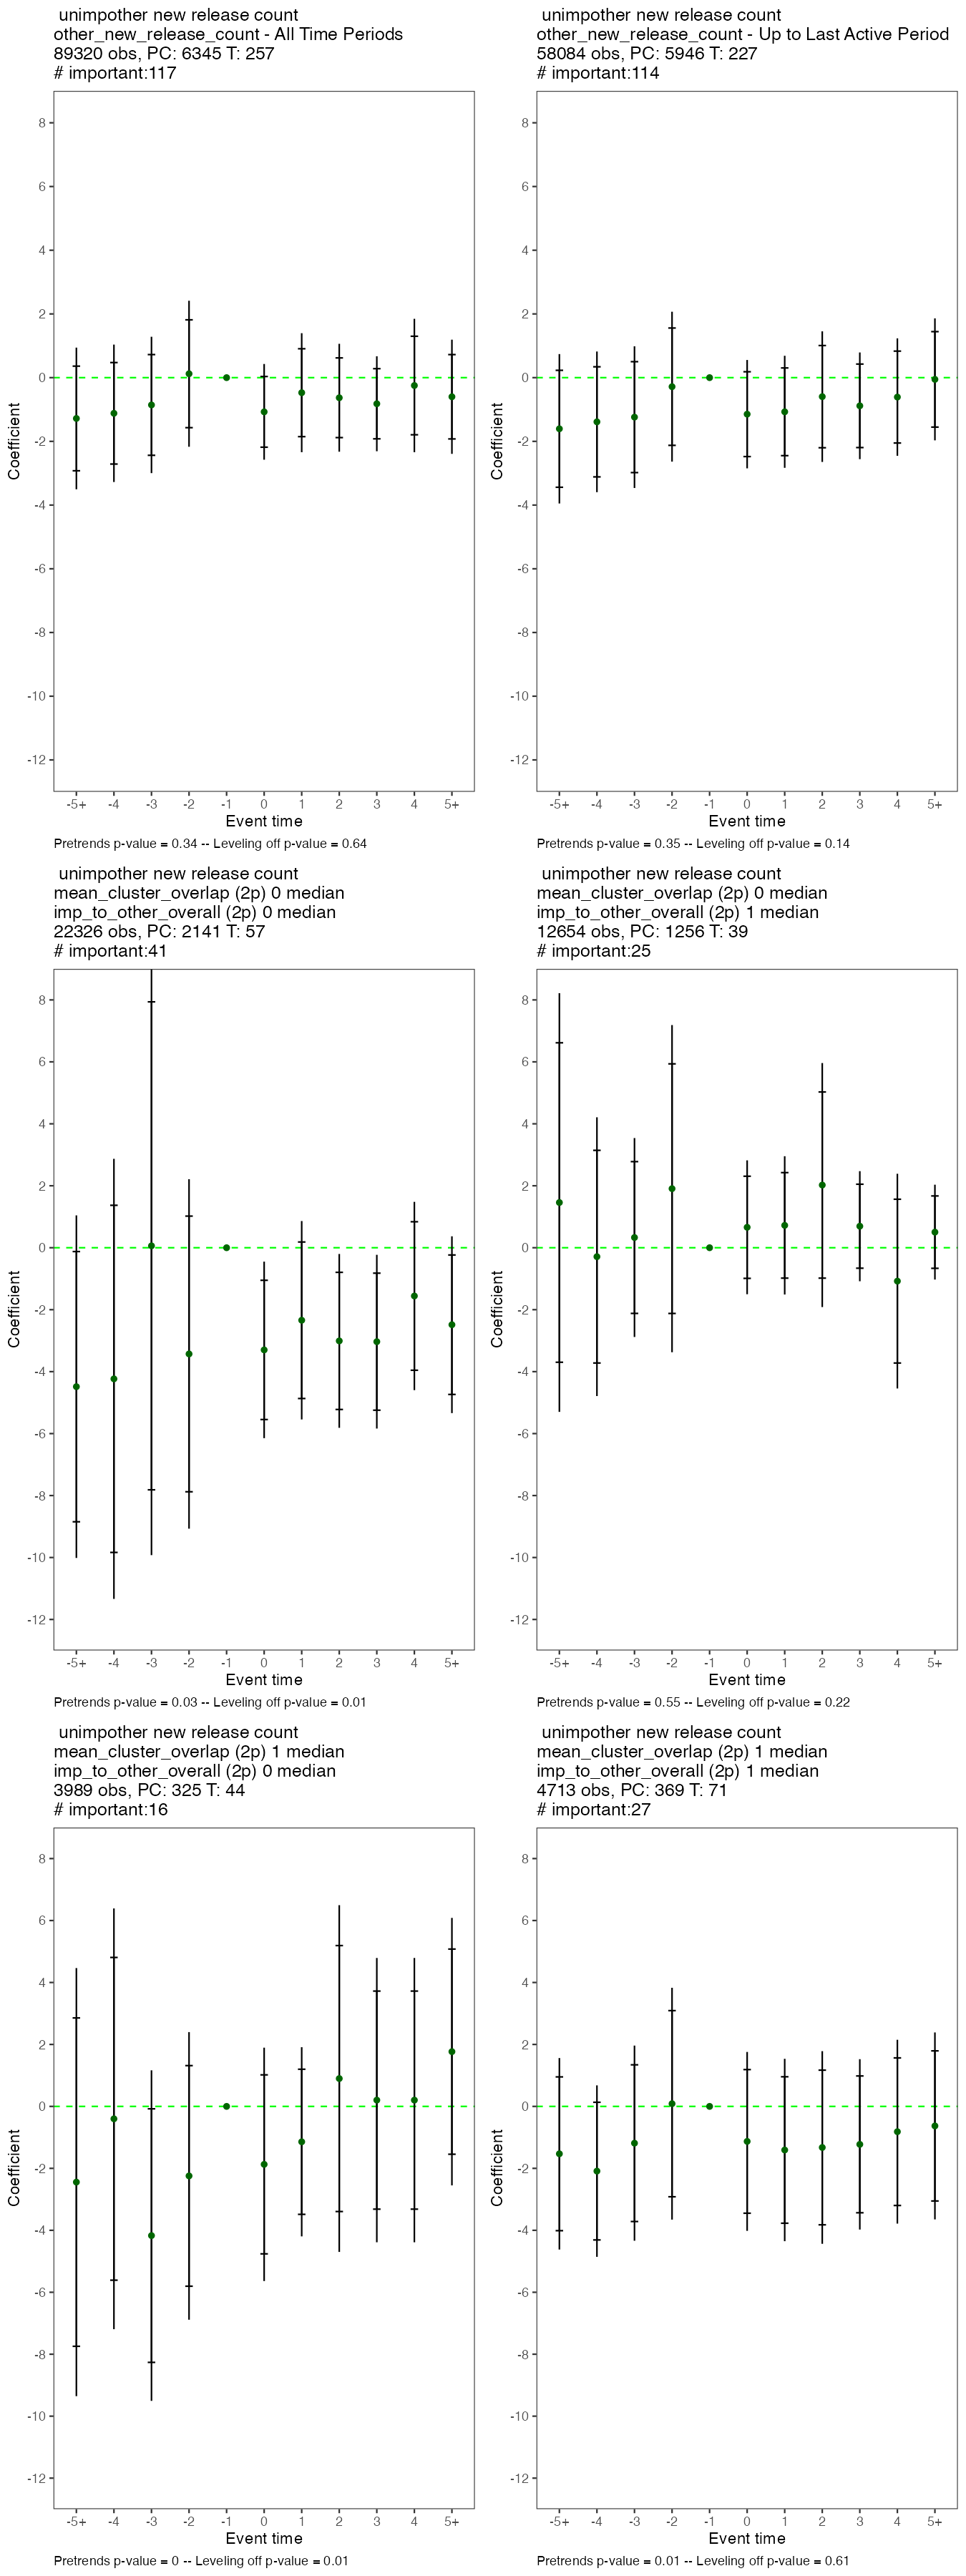 unimpother new release count
other_new_release_count - All Time Periods
89320 obs, PC: 6345 T: 257
# important:117
8
6
4
2
0
-2
-4
-6
-8
-10
-12
Coefficient
-5+ -4 -3 -2 -1 0 1 2 3 4 5+
Event time
Pretrends p-value = 0.34 -- Leveling off p-value = 0.64
unimpother new release count
other_new_release_count - Up to Last Active Period
58084 obs, PC: 5946 T: 227
# important:114
8
6
4
2
0
-2
-4
-6
-8
-10
-12
Coefficient
-5+ -4 -3 -2 -1 0 1 2 3 4 5+
Event time
Pretrends p-value = 0.35 -- Leveling off p-value = 0.14
unimpother new release count
mean_cluster_overlap (2p) 0 median
imp_to_other_overall (2p) 0 median
22326 obs, PC: 2141 T: 57
# important:41
8
6
4
2
0
-2
-4
-6
-8
-10
-12
Coefficient
-5+ -4 -3 -2 -1 0 1 2 3 4 5+
Event time
Pretrends p-value = 0.03 -- Leveling off p-value = 0.01
unimpother new release count
mean_cluster_overlap (2p) 0 median
imp_to_other_overall (2p) 1 median
12654 obs, PC: 1256 T: 39
# important:25
8
6
4
2
0
-2
-4
-6
-8
-10
-12
Coefficient
-5+ -4 -3 -2 -1 0 1 2 3 4 5+
Event time
Pretrends p-value = 0.55 -- Leveling off p-value = 0.22
unimpother new release count
mean_cluster_overlap (2p) 1 median
imp_to_other_overall (2p) 0 median
3989 obs, PC: 325 T: 44
# important:16
8
6
4
2
0
-2
-4
-6
-8
-10
-12
Coefficient
-5+ -4 -3 -2 -1 0 1 2 3 4 5+
Event time
Pretrends p-value = 0 -- Leveling off p-value = 0.01
unimpother new release count
mean_cluster_overlap (2p) 1 median
imp_to_other_overall (2p) 1 median
4713 obs, PC: 369 T: 71
# important:27
8
6
4
2
0
-2
-4
-6
-8
-10
-12
Coefficient
-5+ -4 -3 -2 -1 0 1 2 3 4 5+
Event time
Pretrends p-value = 0.01 -- Leveling off p-value = 0.61